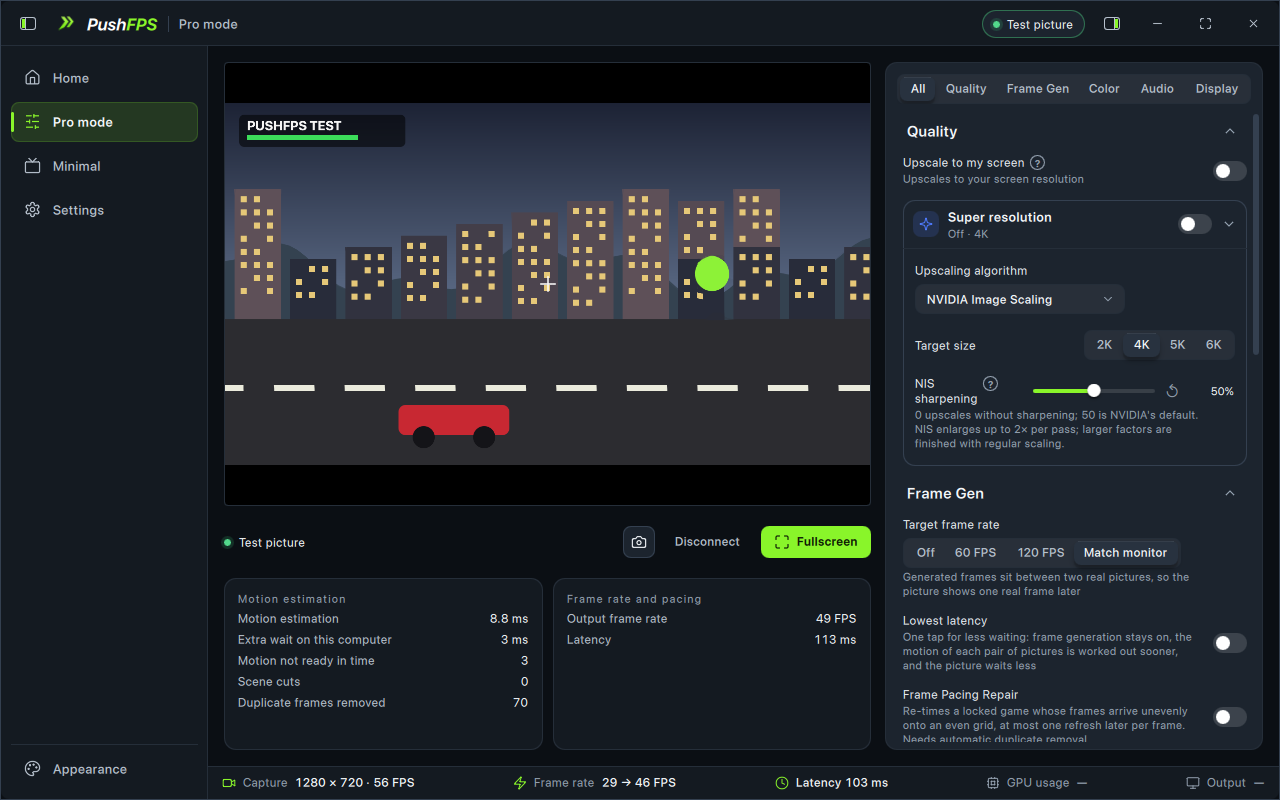 PushFPS
Pro mode
Test picture
Home
Pro mode
Minimal
Settings
Appearance
PUSHFPS TEST
Test picture
Disconnect
Fullscreen
Motion estimation
Motion estimation 8.8 ms
Extra wait on this computer 3 ms
Motion not ready in time 3
Scene cuts 0
Duplicate frames removed 70
Frame rate and pacing
Output frame rate 49 FPS
Latency 113 ms
All Quality Frame Gen Color Audio Display
Quality
Upscale to my screen ?
Upscales to your screen resolution
Super resolution
Off · 4K
Upscaling algorithm
NVIDIA Image Scaling
Target size 2K 4K 5K 6K
NIS ?
sharpening 50%
0 upscales without sharpening; 50 is NVIDIA's default.
NIS enlarges up to 2× per pass; larger factors are
finished with regular scaling.
Frame Gen
Target frame rate
Off 60 FPS 120 FPS Match monitor
Generated frames sit between two real pictures, so the
picture shows one real frame later
Lowest latency
One tap for less waiting: frame generation stays on, the
motion of each pair of pictures is worked out sooner,
and the picture waits less
Frame Pacing Repair
Re-times a locked game whose frames arrive unevenly
onto an even grid, at most one refresh later per frame.
Needs automatic duplicate removal
Capture 1280 × 720 · 56 FPS
Frame rate 29 → 46 FPS
Latency 103 ms
GPU usage —
Output —